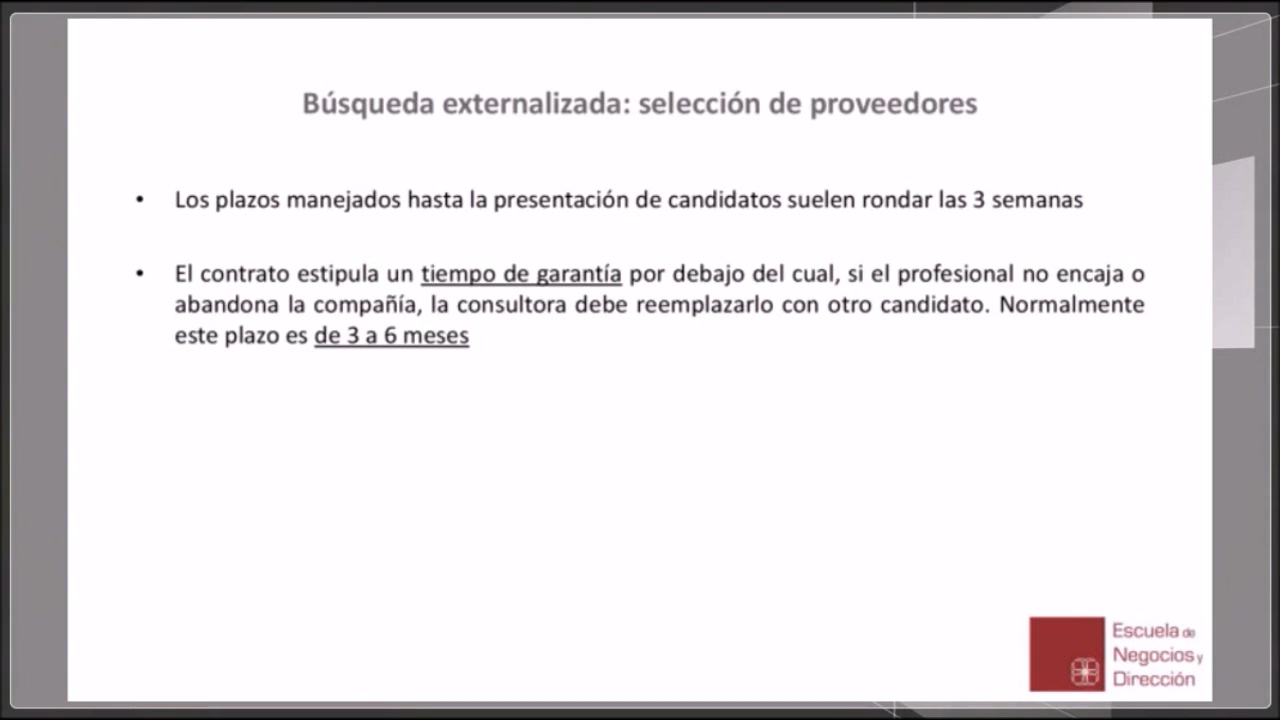 Búsqueda externalizada: selección de proveedores
• Los plazos manejados hasta la presentación de candidatos suelen rondar las 3 semanas
• El contrato estipula un tiempo de garantía por debajo del cual, si el profesional no encaja o
abandona la compañía, la consultora debe reemplazarlo con otro candidato. Normalmente
este plazo es de 3 a 6 meses
Escuela de
Negocios y
Dirección